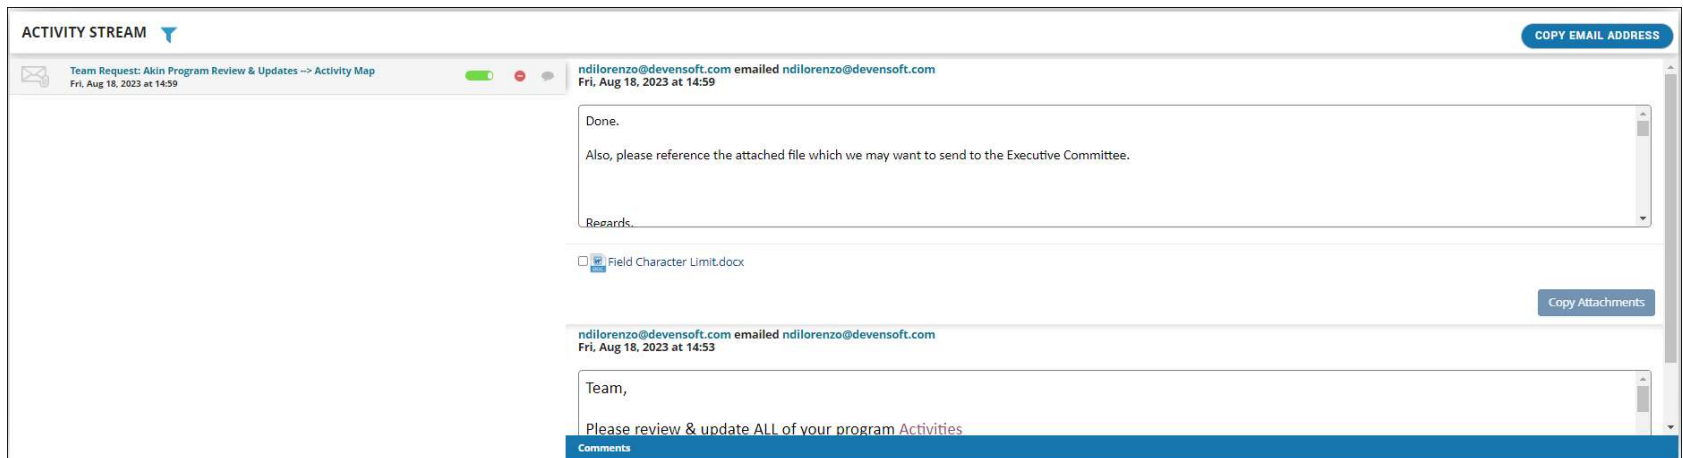 ACTIVITY STREAM
COPY EMAIL ADDRESS
Team Request: Akin Program Review & Updates --> Activity Map
Fri, Aug 18, 2023 at 14:59
ndilorenzo@devensoft.com emailed ndilorenzo@devensoft.com
Fri, Aug 18, 2023 at 14:59
Done.
Also, please reference the attached file which we may want to send to the Executive Committee.
Regards.
Field Character Limit.docx
Copy Attachments
ndilorenzo@devensoft.com emailed ndilorenzo@devensoft.com
Fri, Aug 18, 2023 at 14:53
Team,
Please review & update ALL of your program Activities
Comments